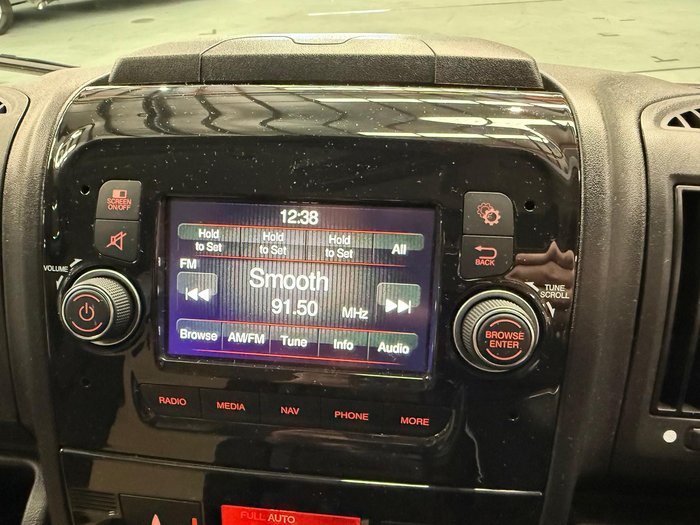 SCREEN
ON/OFF
VOLUME
12:38
Hold
to Set
Hold
to Set
Hold
to Set
All
FM
Smooth
91.50 MHz
Browse AM/FM Tune Info Audio
BACK
TUNE
SCROLL
BROWSE
ENTER
RADIO MEDIA NAV PHONE MORE
FULL AUTO